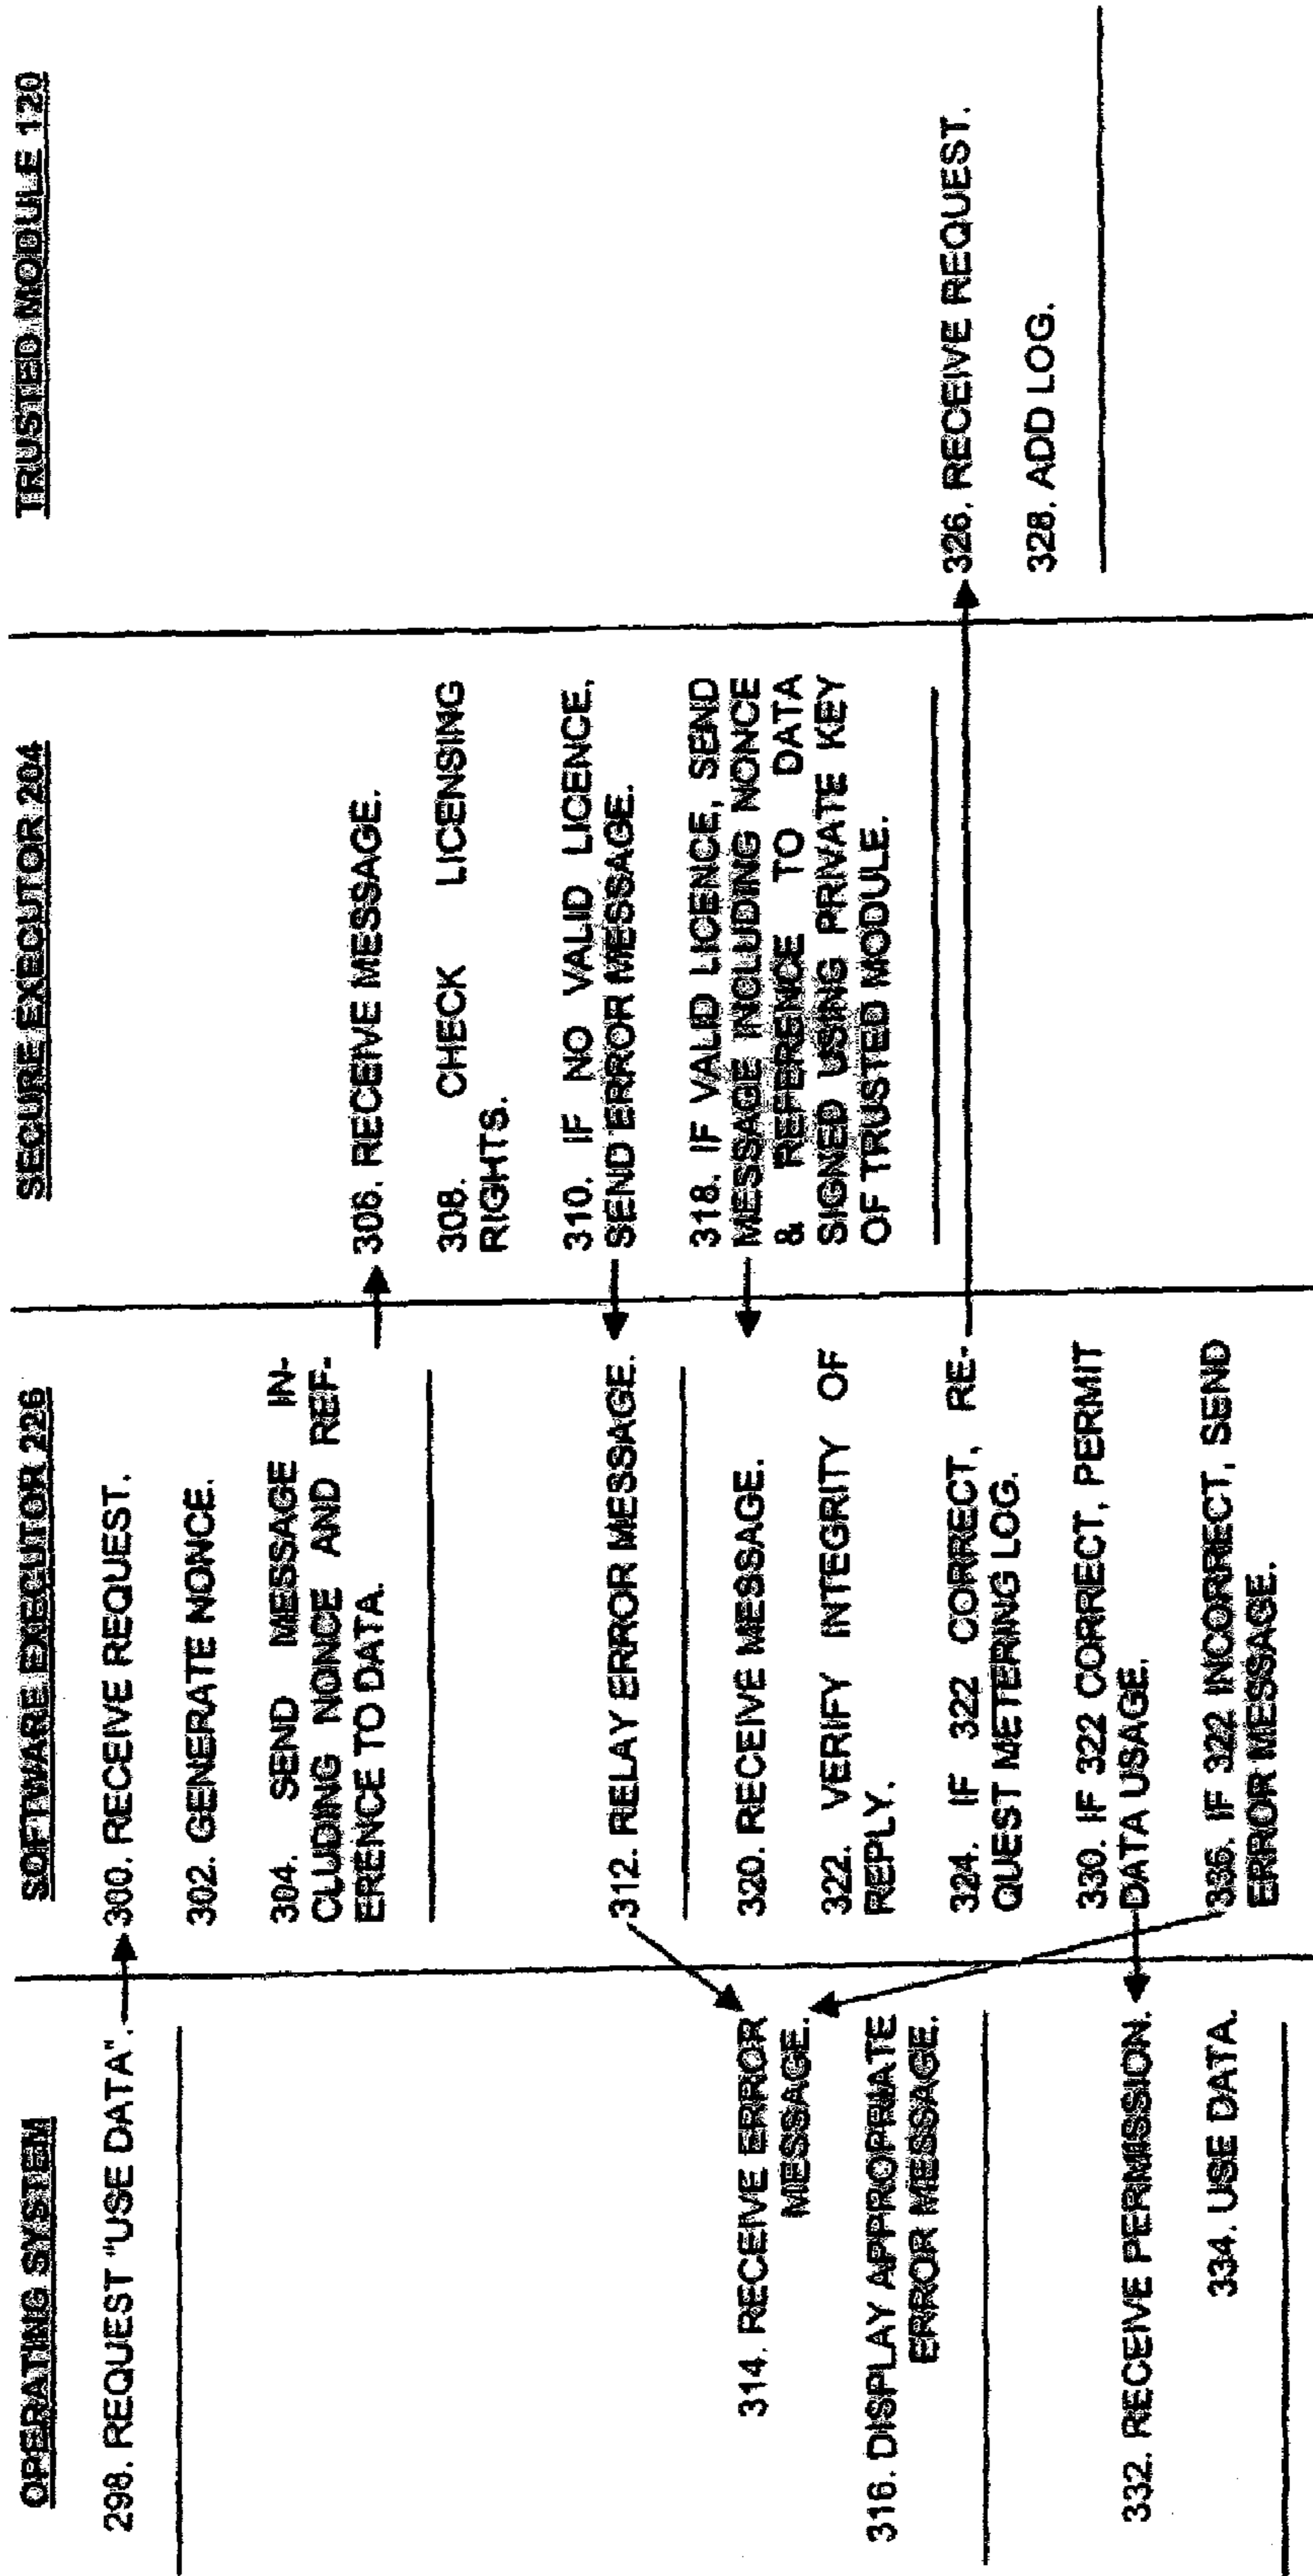 OPERATING SYSTEM
298. REQUEST "USE DATA".
314. RECEIVE ERROR
MESSAGE.
316. DISPLAY APPROPRIATE
ERROR MESSAGE.
332. RECEIVE PERMISSION.
334. USE DATA.
SOFTWARE EXECUTOR 226
300. RECEIVE REQUEST.
302. GENERATE NONCE.
304. SEND MESSAGE IN-
CLUDING NONCE AND REF-
ERENCE TO DATA.
312. RELAY ERROR MESSAGE.
320. RECEIVE MESSAGE.
322. VERIFY INTEGRITY OF
REPLY.
324. IF 322 CORRECT, RE-
QUEST METERING LOG.
330. IF 322 CORRECT, PERMIT
DATA USAGE.
336. IF 322 INCORRECT, SEND
ERROR MESSAGE.
SECURE EXECUTOR 204
306. RECEIVE MESSAGE.
308. CHECK LICENSING
RIGHTS.
310. IF NO VALID LICENCE,
SEND ERROR MESSAGE.
318. IF VALID LICENCE, SEND
MESSAGE INCLUDING NONCE
& REFERENCE TO DATA
SIGNED USING PRIVATE KEY
OF TRUSTED MODULE.
TRUSTED MODULE 120
326. RECEIVE REQUEST.
328. ADD LOG.